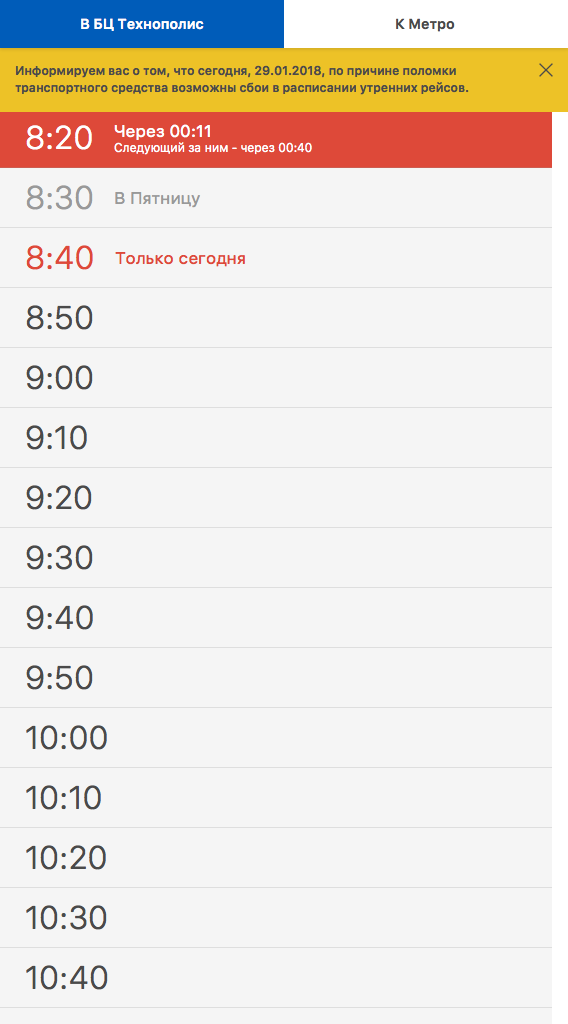 В БЦ Технополис
К Метро
Информируем вас о том, что сегодня, 29.01.2018, по причине поломки
транспортного средства возможны сбои в расписании утренних рейсов.
8:20 Через 00:11
Следующий за ним - через 00:40
8:30 В Пятницу
8:40 Только сегодня
8:50
9:00
9:10
9:20
9:30
9:40
9:50
10:00
10:10
10:20
10:30
10:40